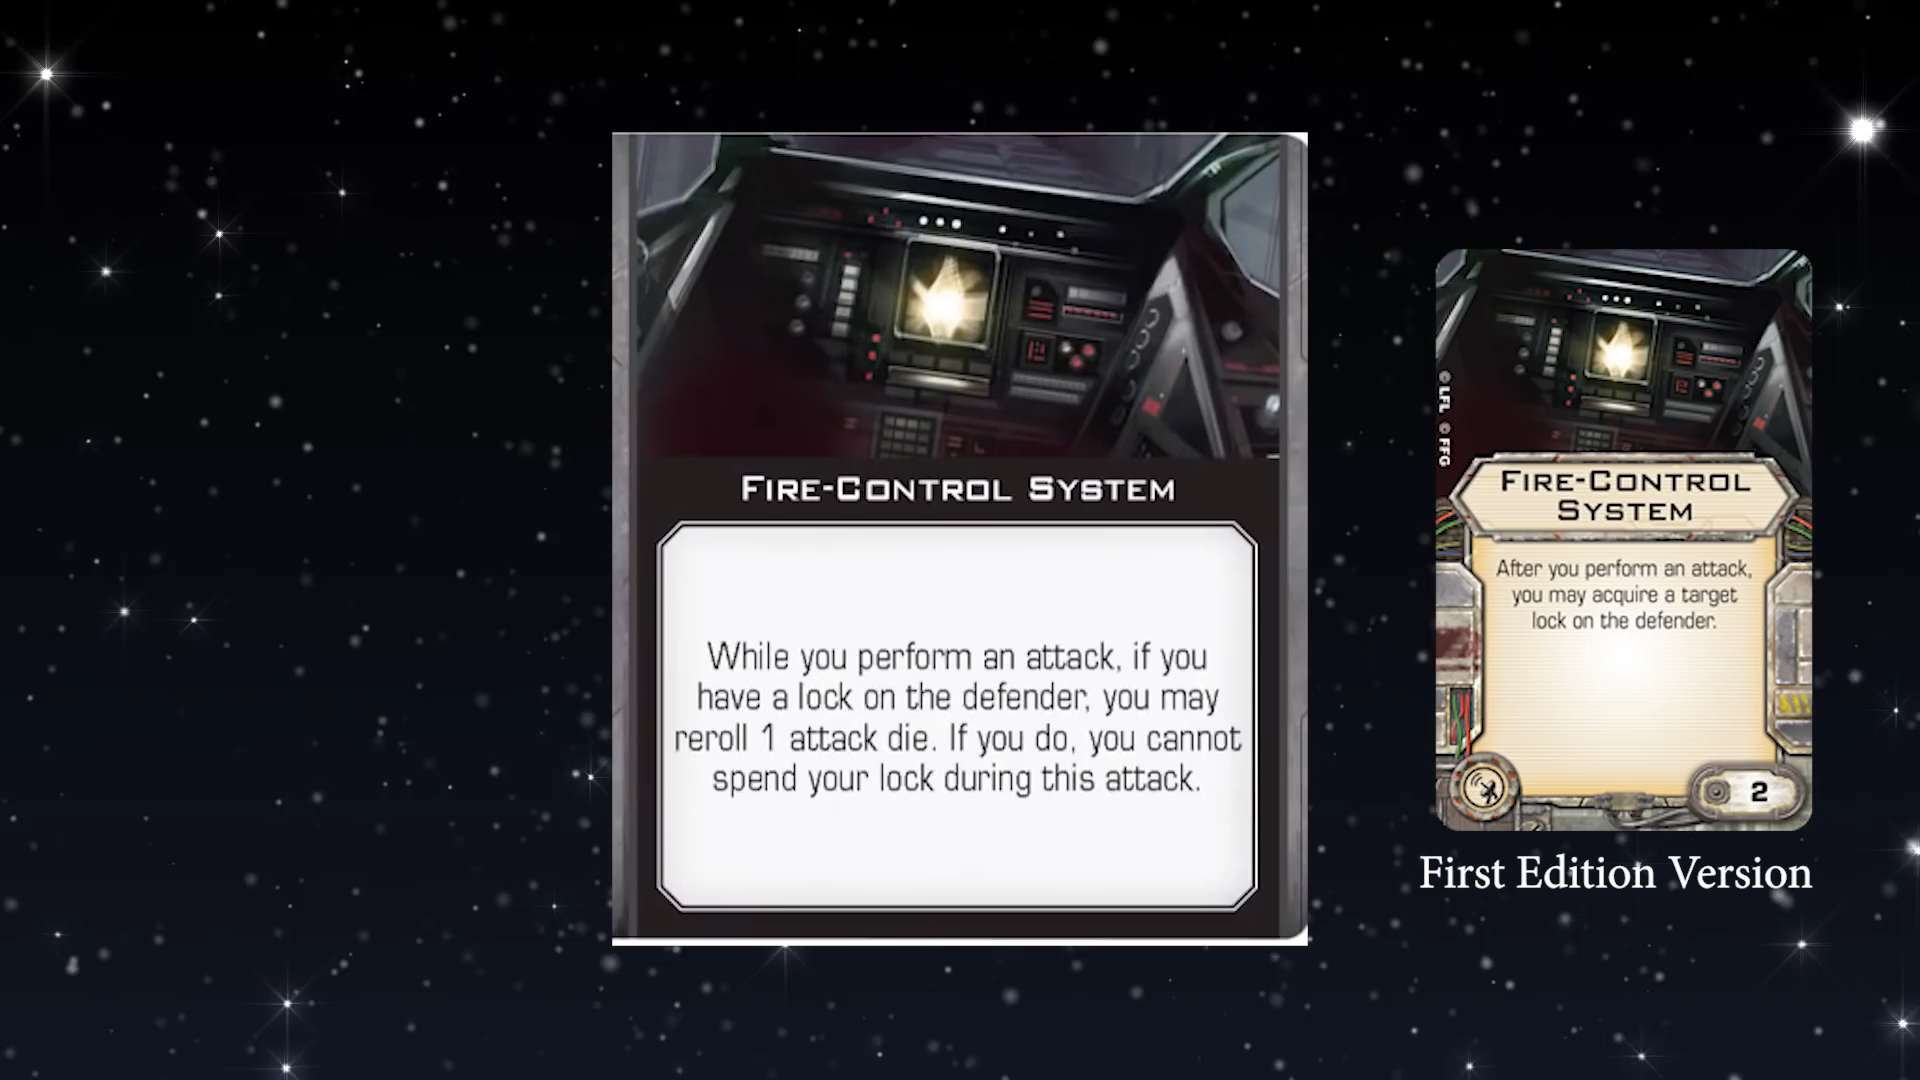 FIRE-CONTROL SYSTEM
While you perform an attack, if you
have a lock on the defender, you may
reroll 1 attack die. If you do, you cannot
spend your lock during this attack.
© LFL © FFG
FIRE-CONTROL
SYSTEM
After you perform an attack,
you may acquire a target
lock on the defender.
2
First Edition Version